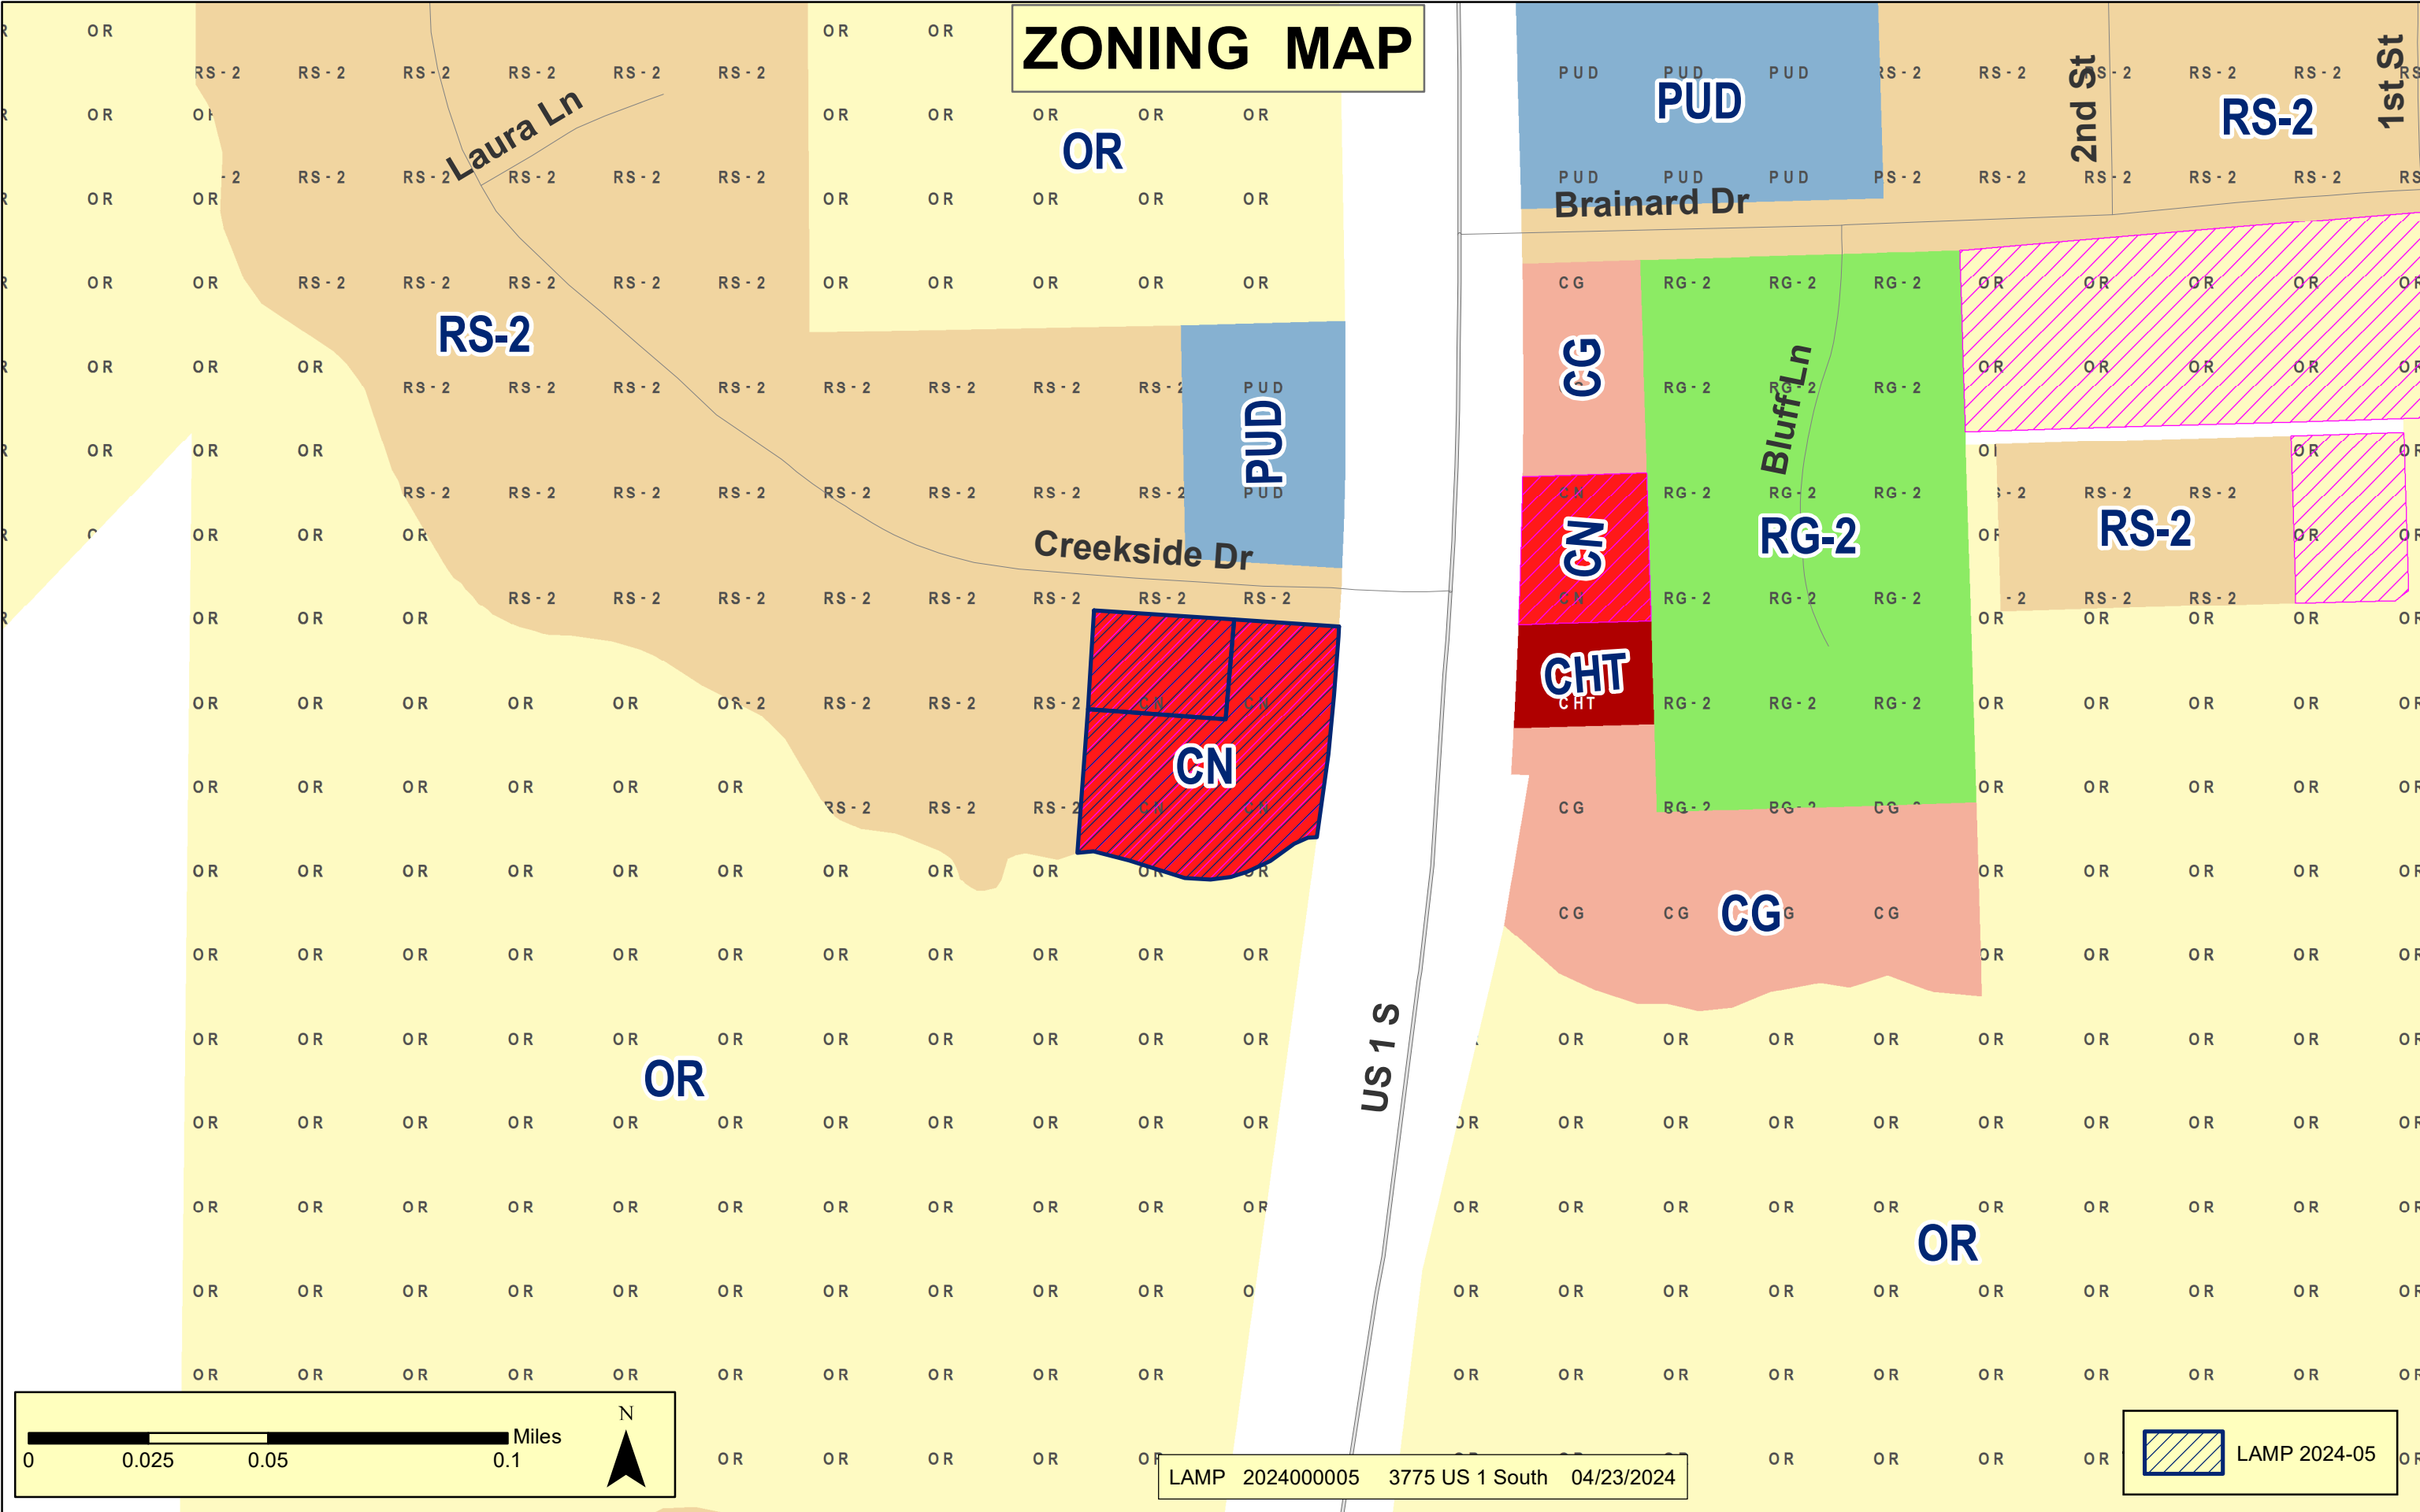 ZONING MAP
OR
PUD
RS-2
Laura Ln
2nd St
1st St
Brainard Dr
RS-2
CG
Bluff Ln
PUD
Creekside Dr
CN
RG-2
RS-2
CHT
CN
CG
US 1 S
OR
OR
N
Miles
0 0.025 0.05 0.1
LAMP 2024000005 3775 US 1 South 04/23/2024
LAMP 2024-05